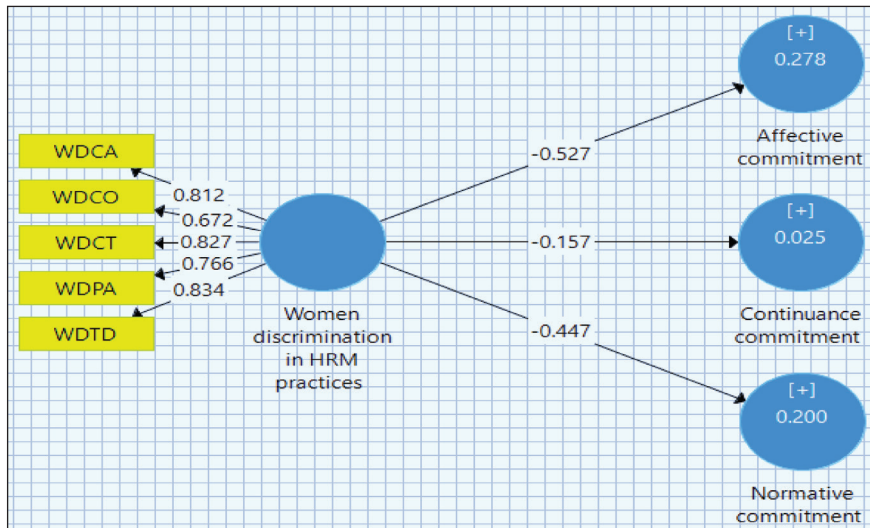 [+]
0.278
Affective
commitment
-0.527
WDCA
WDCO
WDCT
WDPA
WDTD
0.812
0.672
0.827
0.766
0.834
Women
discrimination
in HRM
practices
-0.157
[+]
0.025
Continuance
commitment
-0.447
[+]
0.200
Normative
commitment